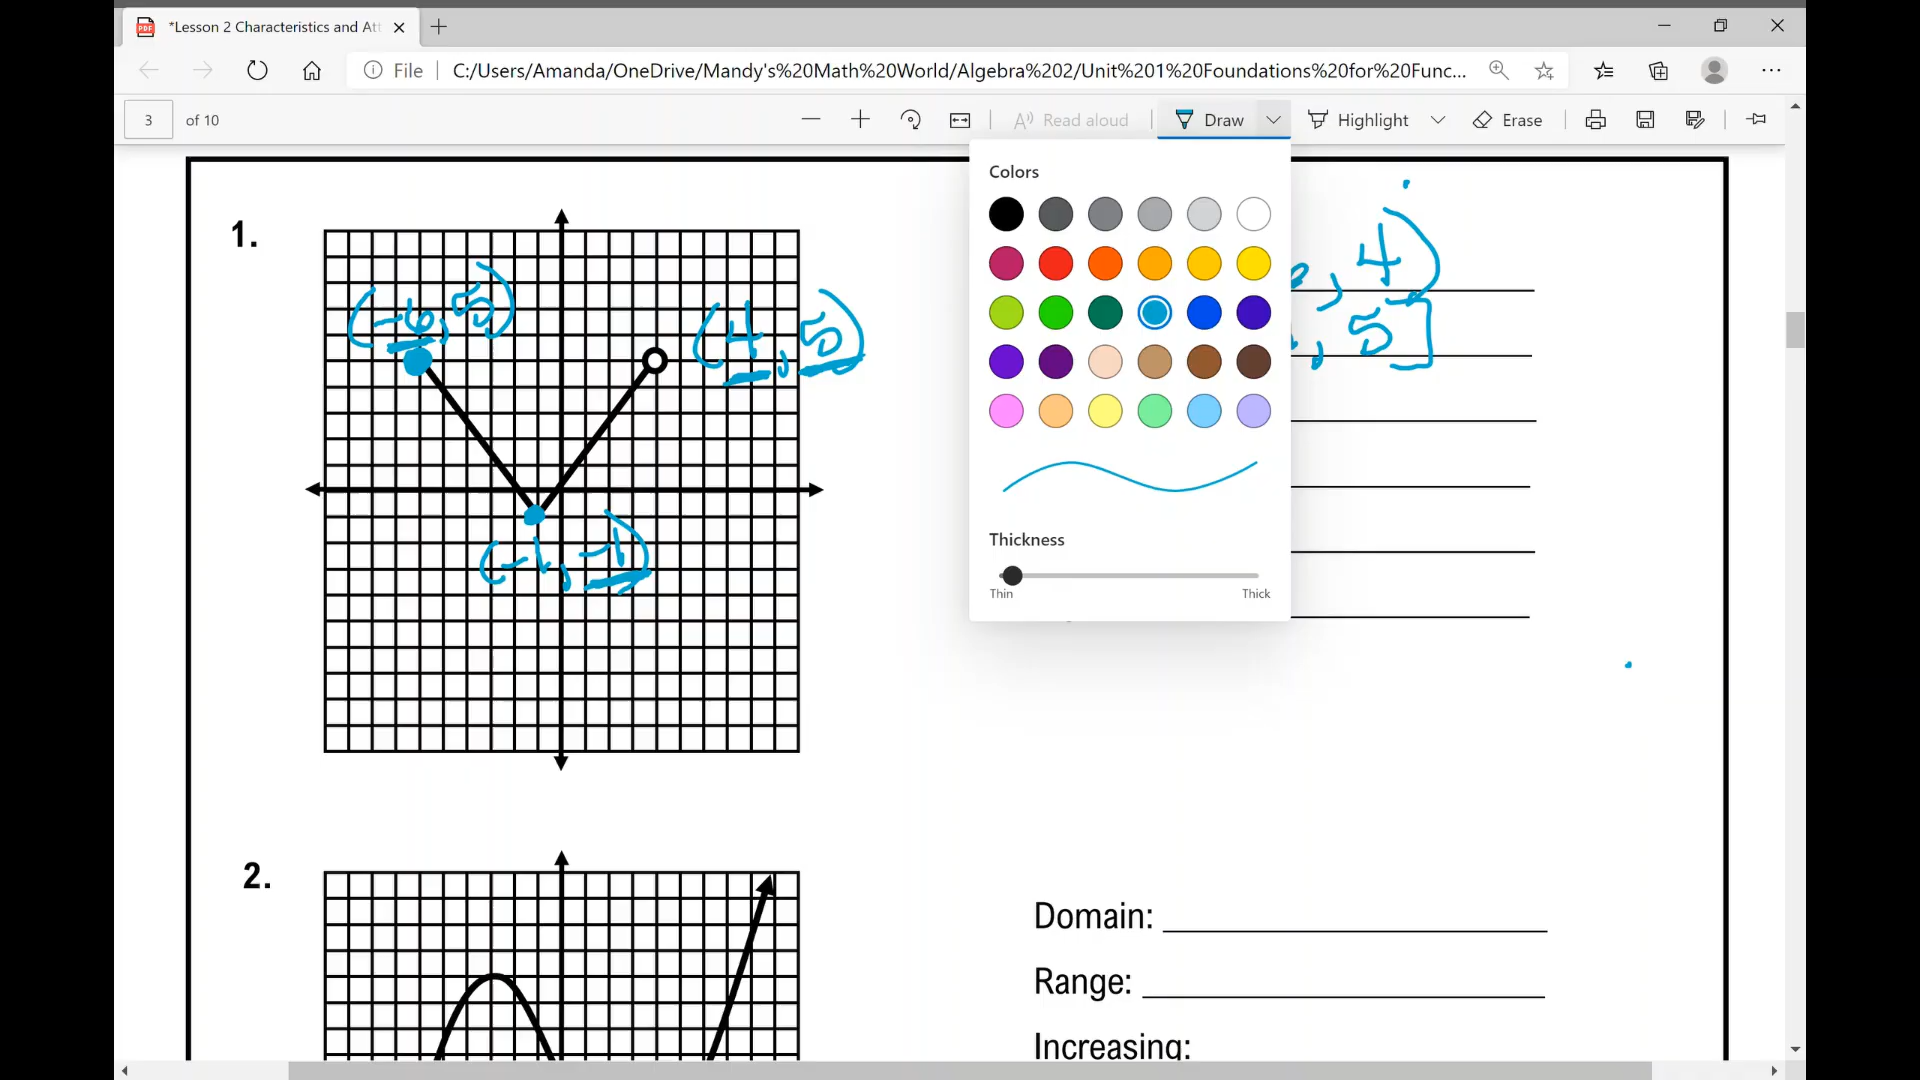 *Lesson 2 Characteristics and Att
File
C:/Users/Amanda/OneDrive/Mandy's%20Math%20World/Algebra%202/Unit%201%20Foundations%20for%20Func...
3 of 10
Read aloud
Draw
Highlight
Erase
Colors
Thickness
Thin
Thick
1.
(-6, 5)
(4, 5)
(-1, -1)
, 4)
, 5]
2.
Domain:
Range:
Increasing: